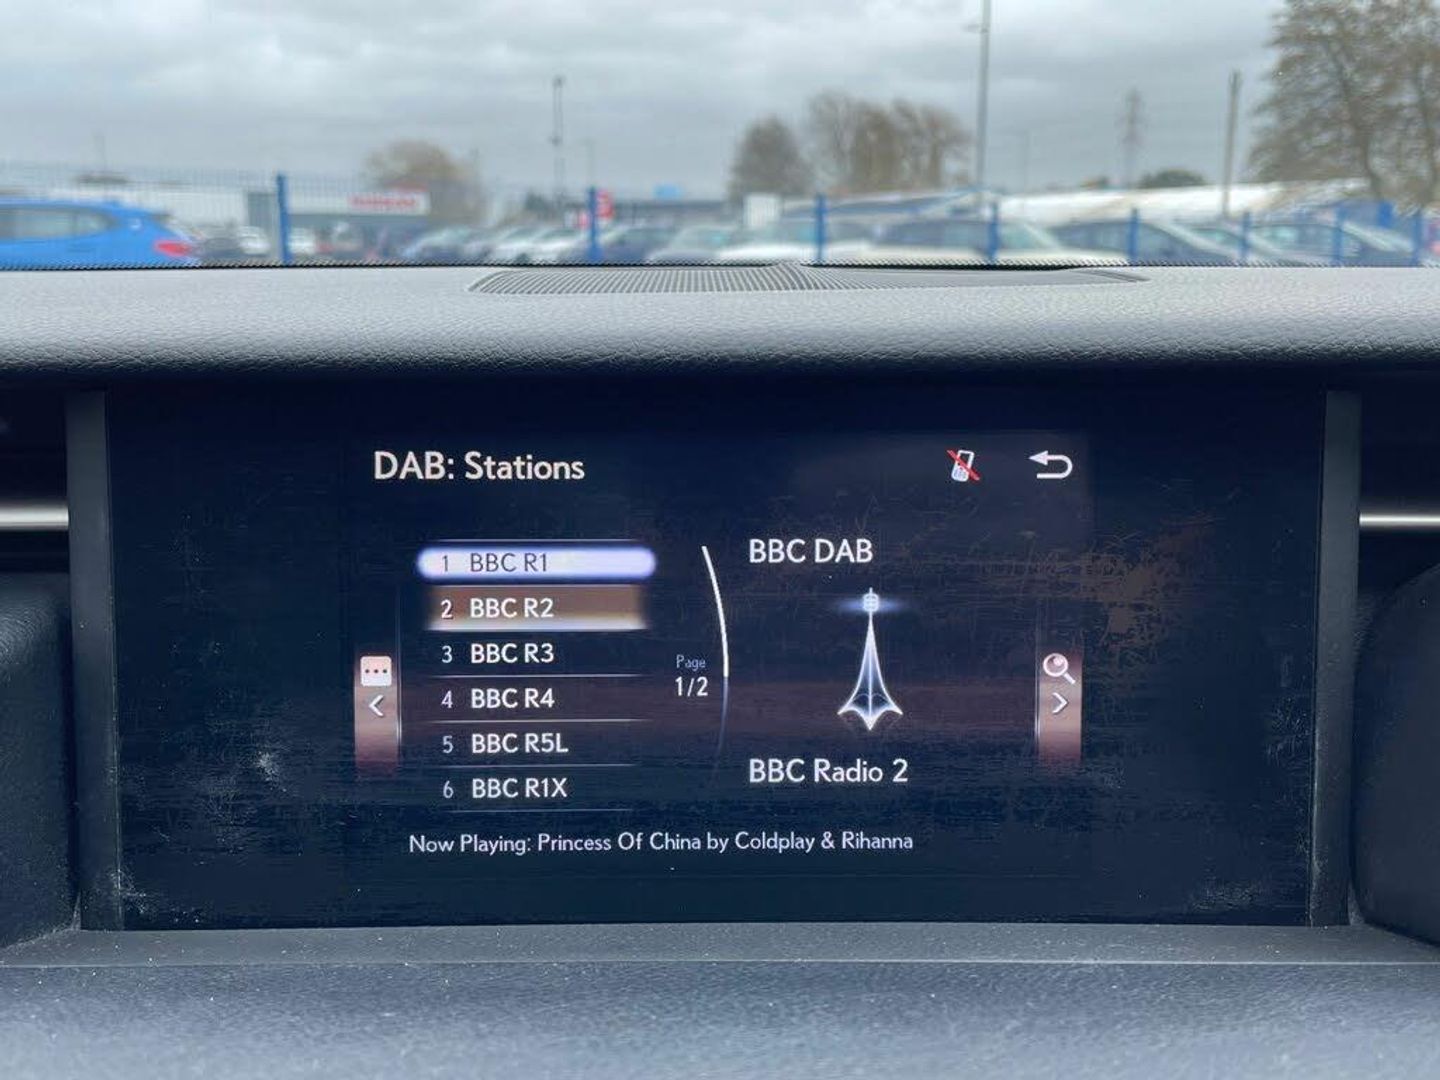 DAB: Stations
1 BBC R1
2 BBC R2
3 BBC R3
4 BBC R4
5 BBC R5L
6 BBC R1X
Page
1/2
BBC DAB
BBC Radio 2
Now Playing: Princess Of China by Coldplay & Rihanna